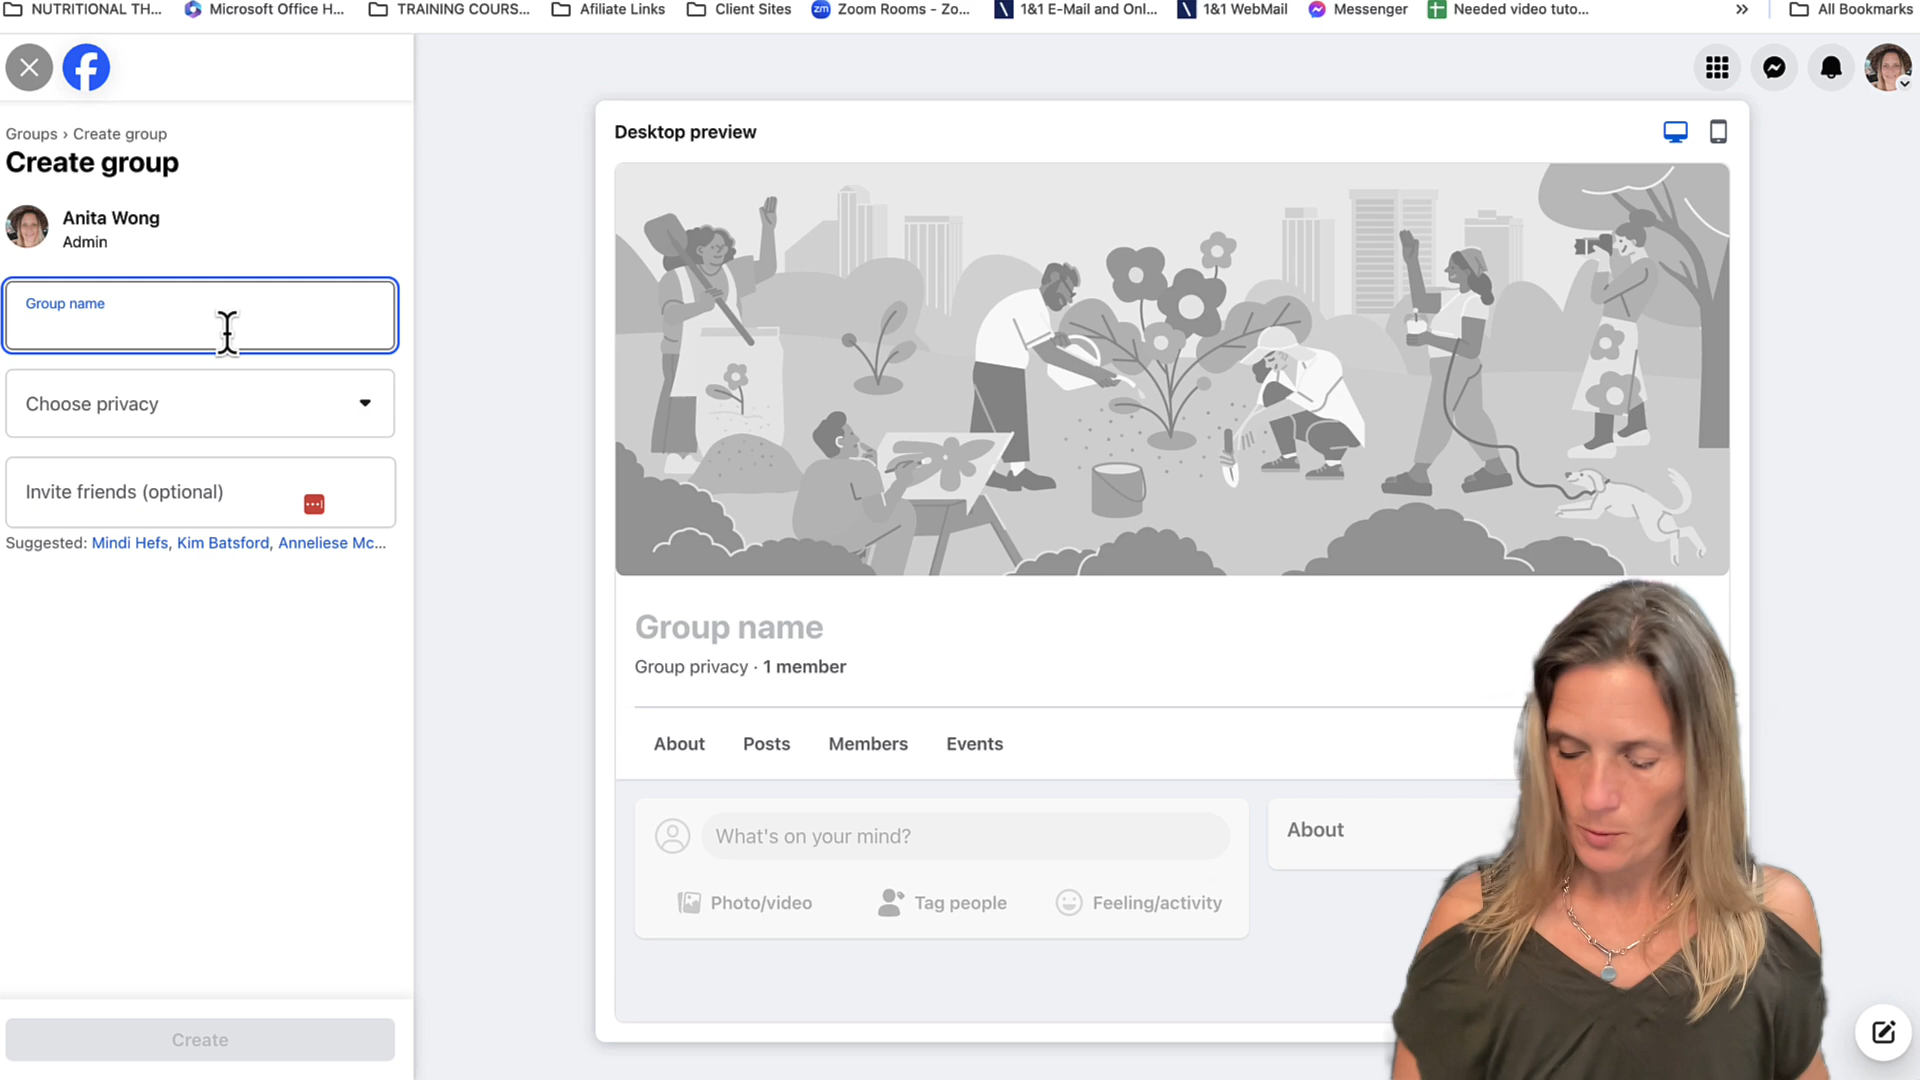 NUTRITIONAL TH... Microsoft Office H... TRAINING COURS... Afiliate Links Client Sites zm Zoom Rooms - Zo... 1&1 E-Mail and Onl... 1&1 WebMail Messenger Needed video tuto... » All Bookmarks
Groups › Create group
Create group
Anita Wong
Admin
Group name
Choose privacy
Invite friends (optional)
Suggested: Mindi Hefs, Kim Batsford, Anneliese Mc...
Create
Desktop preview
Group name
Group privacy · 1 member
About Posts Members Events
What's on your mind?
Photo/video Tag people Feeling/activity
About